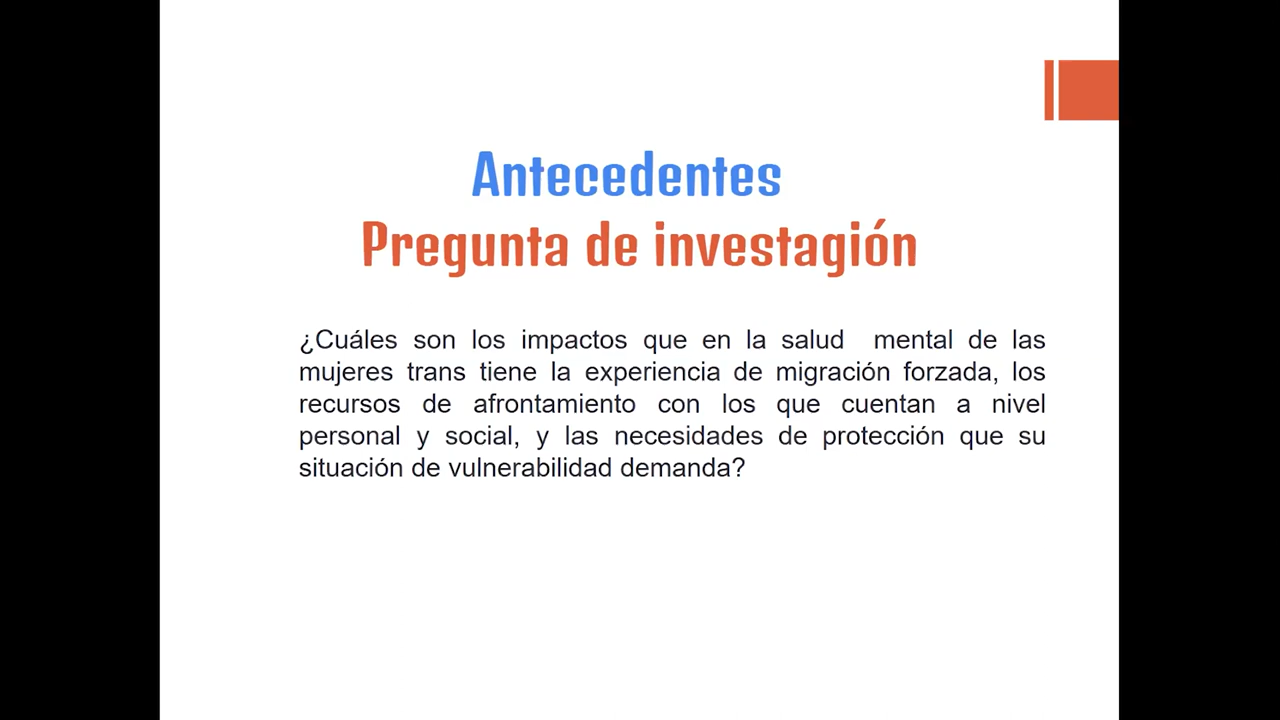 Antecedentes
Pregunta de investagión
¿Cuáles son los impactos que en la salud mental de las
mujeres trans tiene la experiencia de migración forzada, los
recursos de afrontamiento con los que cuentan a nivel
personal y social, y las necesidades de protección que su
situación de vulnerabilidad demanda?